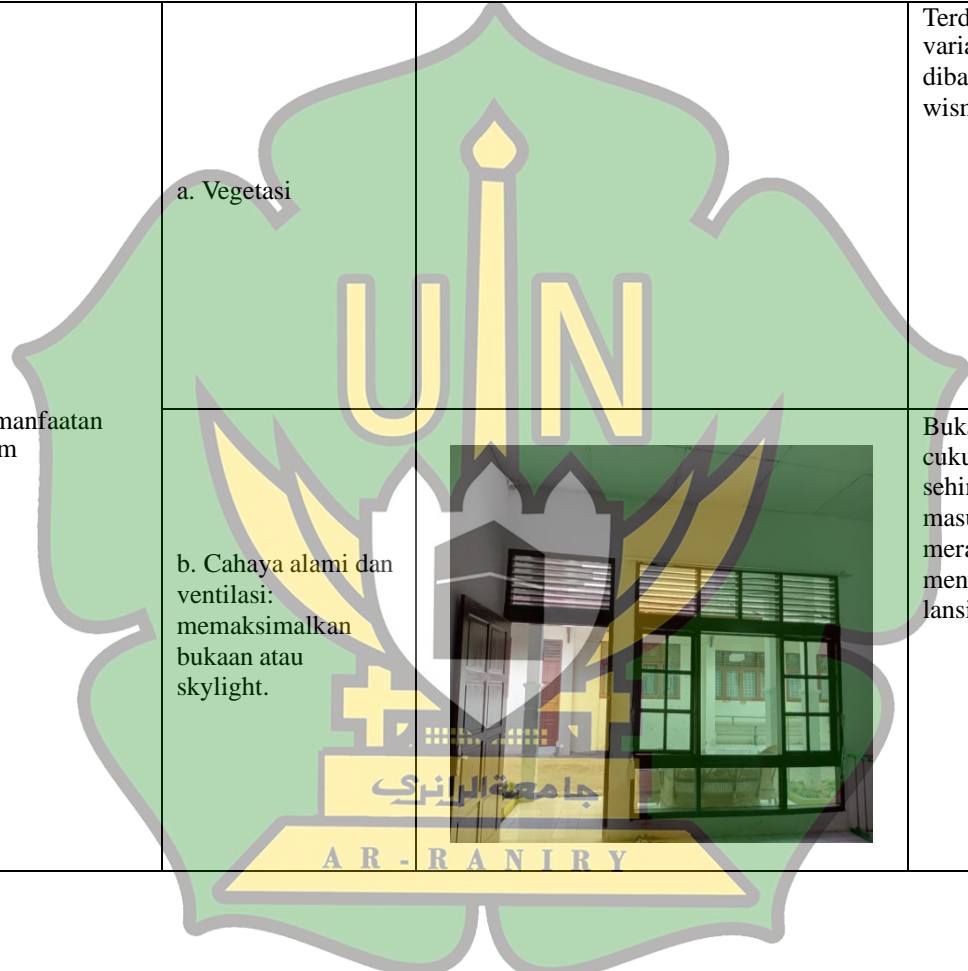 Terd
varia
diba
wisn
a. Vegetasi
UIN
manfaatan
m
b. Cahaya alami dan
ventilasi:
memaksimalkan
bukaan atau
skylight.
Buka
cuku
sehin
masu
mera
men
lansi
جامعة الرانري
AR-RANIRY